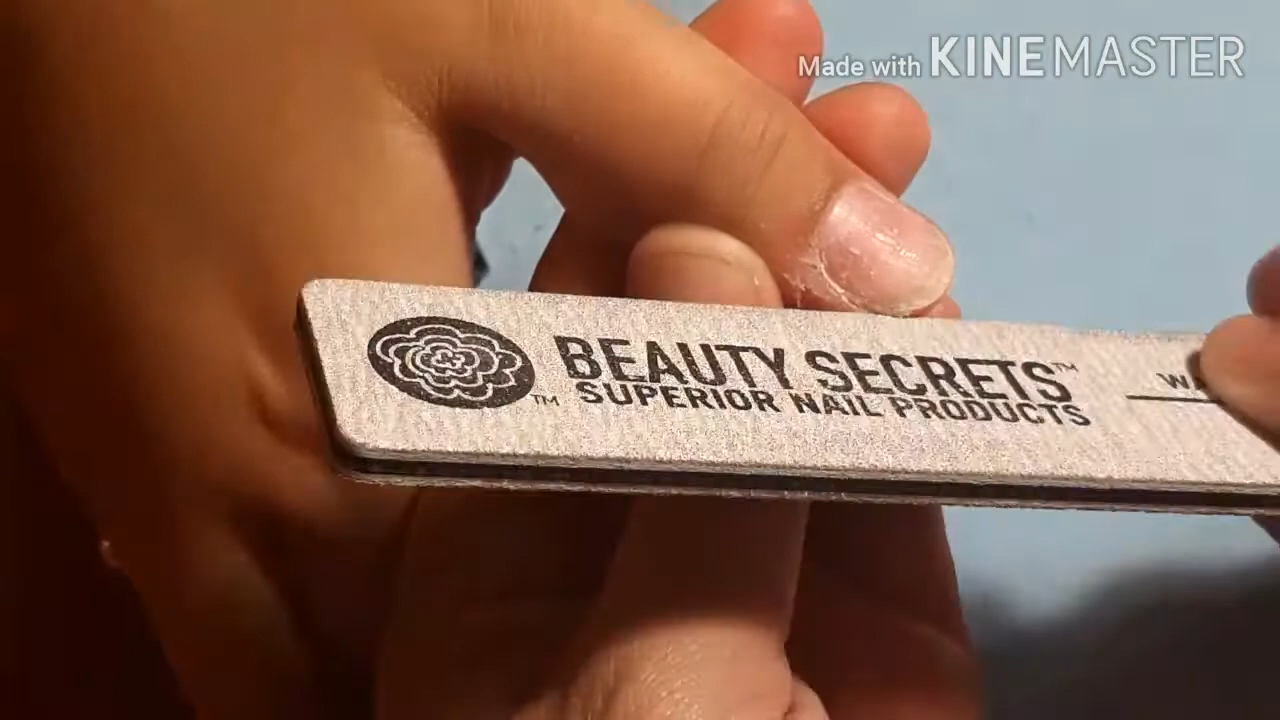 Made with KINEMASTER
BEAUTY SECRETS™
SUPERIOR NAIL PRODUCTS
TM